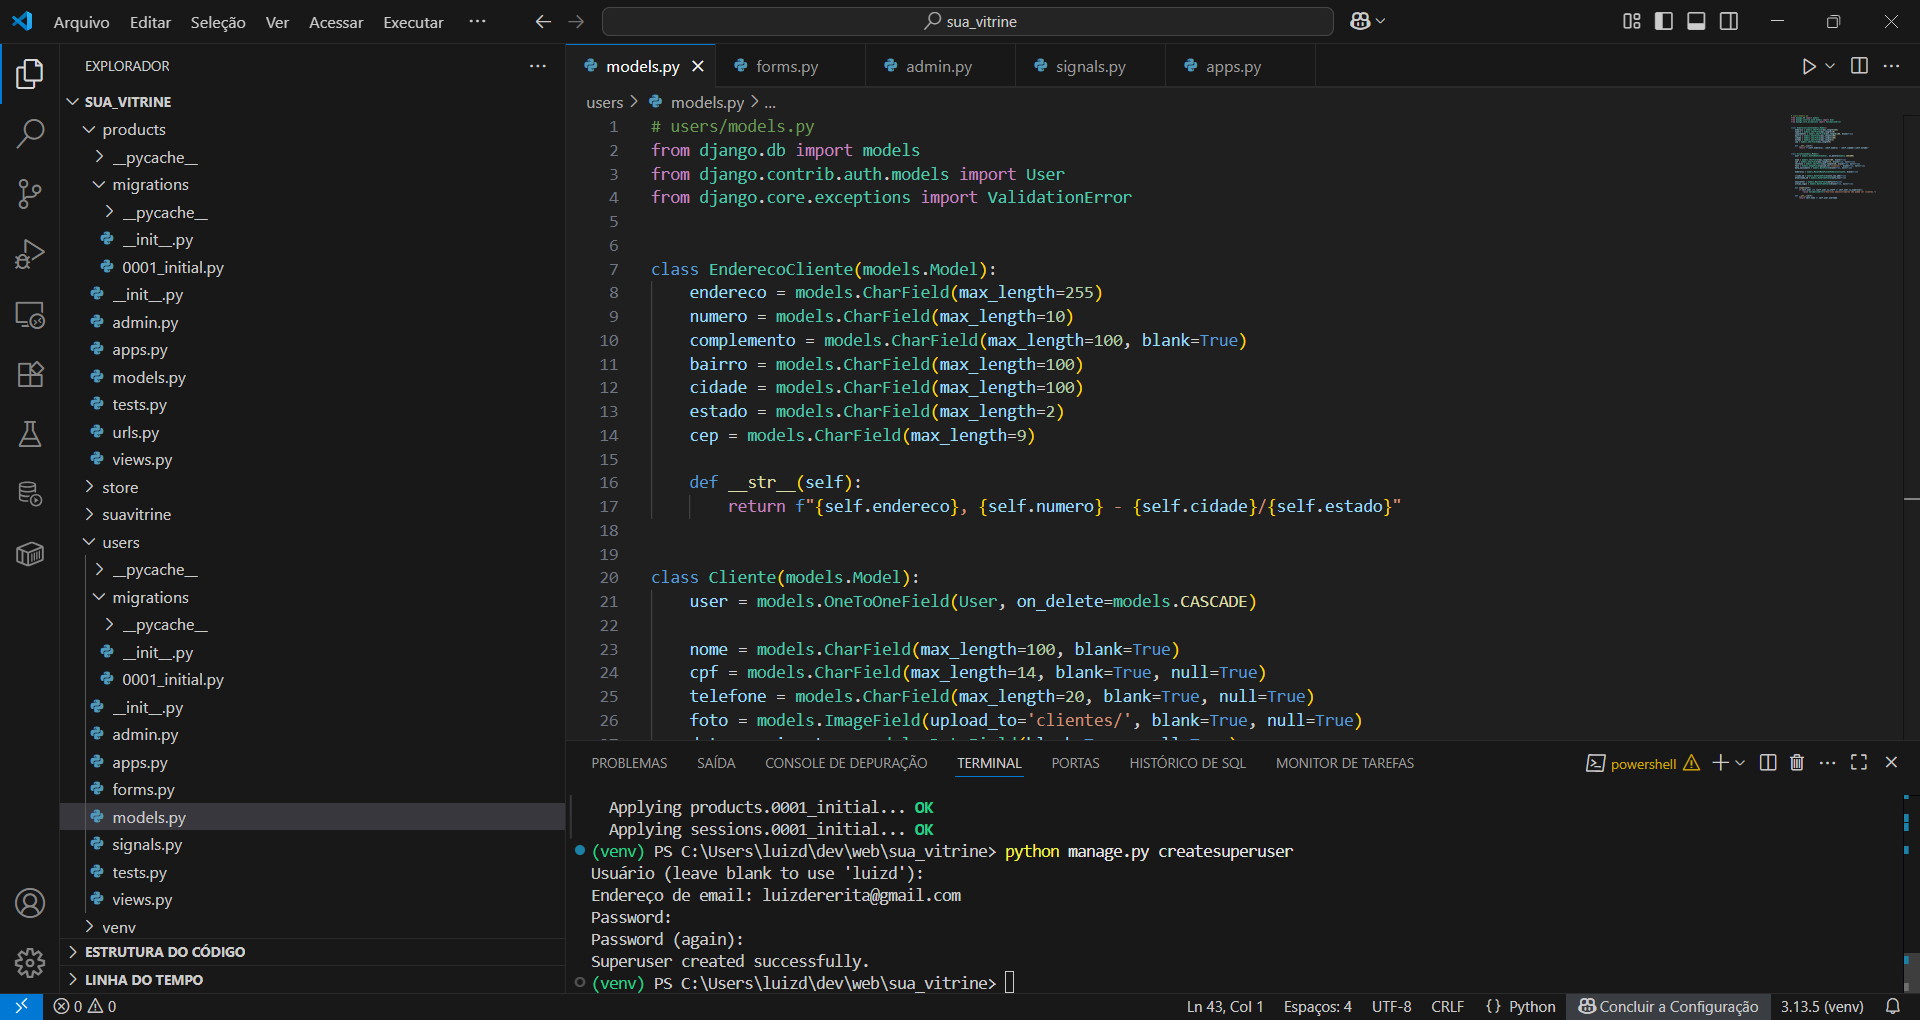 Arquivo Editar Seleção Ver Acessar Executar ··· sua_vitrine
EXPLORADOR ···
SUA_VITRINE
products
__pycache__
migrations
__pycache__
__init__.py
0001_initial.py
__init__.py
admin.py
apps.py
models.py
tests.py
urls.py
views.py
store
suavitrine
users
__pycache__
migrations
__pycache__
__init__.py
0001_initial.py
__init__.py
admin.py
apps.py
forms.py
models.py
signals.py
tests.py
views.py
venv
ESTRUTURA DO CÓDIGO
LINHA DO TEMPO
models.py forms.py admin.py signals.py apps.py
users > models.py > ...
1 # users/models.py
2 from django.db import models
3 from django.contrib.auth.models import User
4 from django.core.exceptions import ValidationError
5
6
7 class EnderecoCliente(models.Model):
8     endereco = models.CharField(max_length=255)
9     numero = models.CharField(max_length=10)
10     complemento = models.CharField(max_length=100, blank=True)
11     bairro = models.CharField(max_length=100)
12     cidade = models.CharField(max_length=100)
13     estado = models.CharField(max_length=2)
14     cep = models.CharField(max_length=9)
15
16     def __str__(self):
17         return f"{self.endereco}, {self.numero} - {self.cidade}/{self.estado}"
18
19
20 class Cliente(models.Model):
21     user = models.OneToOneField(User, on_delete=models.CASCADE)
22
23     nome = models.CharField(max_length=100, blank=True)
24     cpf = models.CharField(max_length=14, blank=True, null=True)
25     telefone = models.CharField(max_length=20, blank=True, null=True)
26     foto = models.ImageField(upload_to='clientes/', blank=True, null=True)
PROBLEMAS SAÍDA CONSOLE DE DEPURAÇÃO TERMINAL PORTAS HISTÓRICO DE SQL MONITOR DE TAREFAS powershell
Applying products.0001_initial... OK
Applying sessions.0001_initial... OK
(venv) PS C:\Users\luizd\dev\web\sua_vitrine> python manage.py createsuperuser
Usuário (leave blank to use 'luizd'):
Endereço de email: luizdererita@gmail.com
Password:
Password (again):
Superuser created successfully.
(venv) PS C:\Users\luizd\dev\web\sua_vitrine>
0 0 Ln 43, Col 1 Espaços: 4 UTF-8 CRLF {} Python Concluir a Configuração 3.13.5 (venv)